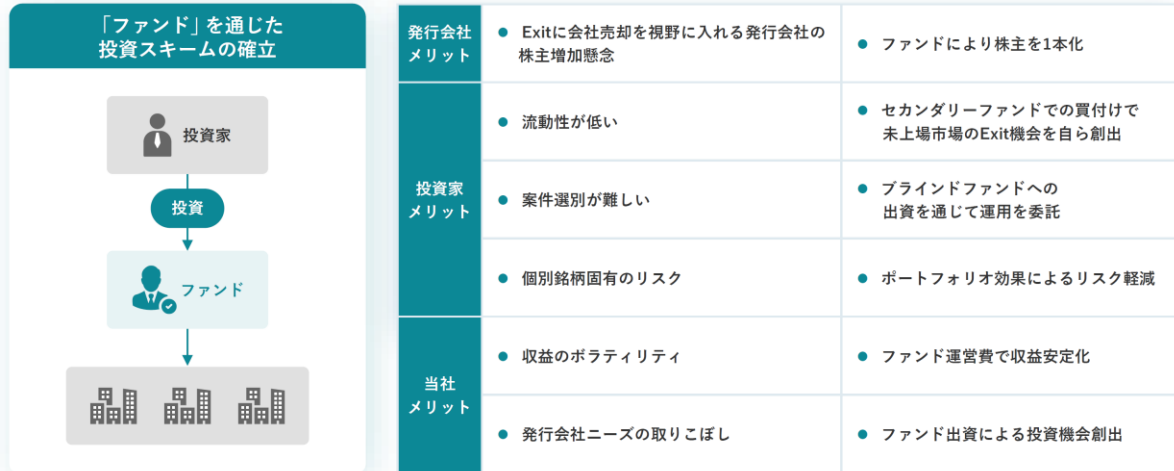 「ファンド」を通じた
投資スキームの確立
投資家
投資
ファンド
発行会社
メリット
Exitに会社売却を視野に入れる発行会社の
株主増加懸念
ファンドにより株主を1本化
投資家
メリット
流動性が低い
セカンダリーファンドでの買付けで
未上場市場のExit機会を自ら創出
案件選別が難しい
ブラインドファンドへの
出資を通じて運用を委託
個別銘柄固有のリスク
ポートフォリオ効果によるリスク軽減
当社
メリット
収益のボラティリティ
ファンド運営費で収益安定化
発行会社ニーズの取りこぼし
ファンド出資による投資機会創出